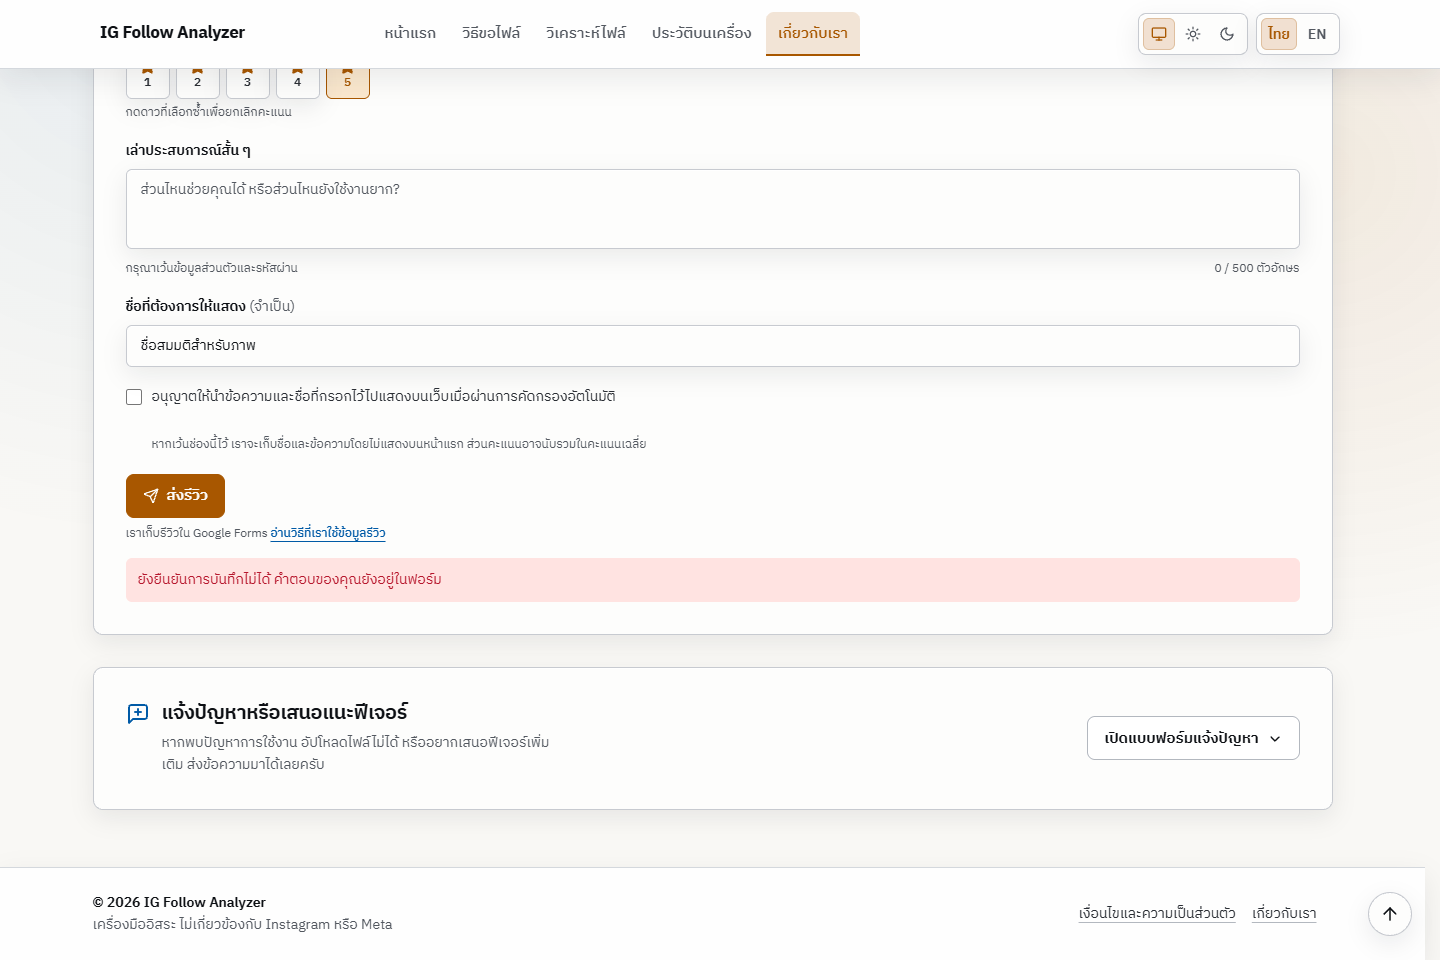 IG Follow Analyzer
หน้าแรก
วิธีขอไฟล์
วิเคราะห์ไฟล์
ประวัติบนเครื่อง
เกี่ยวกับเรา
ไทย
EN
1
2
3
4
5
กดดาวที่เลือกซ้ำเพื่อยกเลิกคะแนน
เล่าประสบการณ์สั้น ๆ
ส่วนไหนช่วยคุณได้ หรือส่วนไหนยังใช้งานยาก?
กรุณาเว้นข้อมูลส่วนตัวและรหัสผ่าน
0 / 500 ตัวอักษร
ชื่อที่ต้องการให้แสดง (จำเป็น)
ชื่อสมมติสำหรับภาพ
อนุญาตให้นำข้อความและชื่อที่กรอกไว้ไปแสดงบนเว็บเมื่อผ่านการคัดกรองอัตโนมัติ
หากเว้นช่องนี้ไว้ เราจะเก็บชื่อและข้อความโดยไม่แสดงบนหน้าแรก ส่วนคะแนนอาจนับรวมในคะแนนเฉลี่ย
ส่งรีวิว
เราเก็บรีวิวใน Google Forms อ่านวิธีที่เราใช้ข้อมูลรีวิว
ยังยืนยันการบันทึกไม่ได้ คำตอบของคุณยังอยู่ในฟอร์ม
แจ้งปัญหาหรือเสนอแนะฟีเจอร์
หากพบปัญหาการใช้งาน อัปโหลดไฟล์ไม่ได้ หรืออยากเสนอฟีเจอร์เพิ่ม
เติม ส่งข้อความมาได้เลยครับ
เปิดแบบฟอร์มแจ้งปัญหา
© 2026 IG Follow Analyzer
เครื่องมืออิสระ ไม่เกี่ยวข้องกับ Instagram หรือ Meta
เงื่อนไขและความเป็นส่วนตัว
เกี่ยวกับเรา